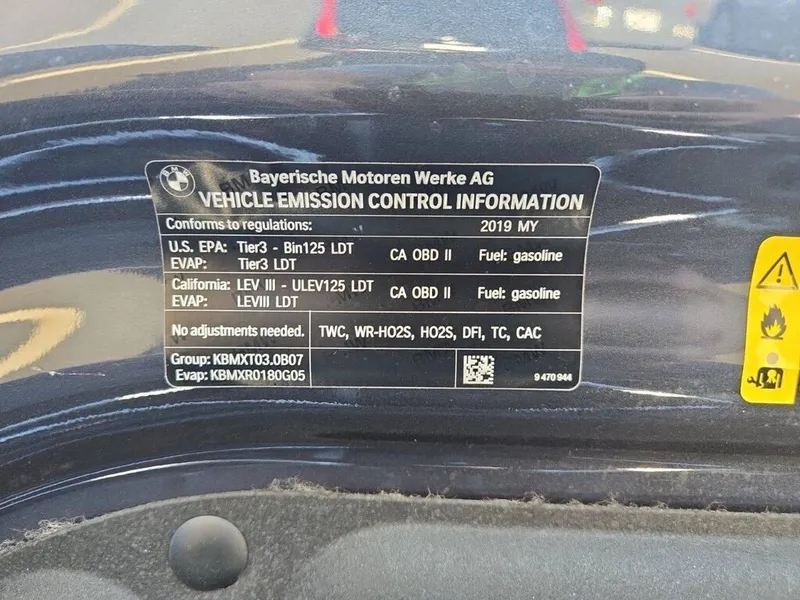 BMW
Bayerische Motoren Werke AG
VEHICLE EMISSION CONTROL INFORMATION
Conforms to regulations: 2019 MY
U.S. EPA: Tier3 - Bin125 LDT CA OBD II Fuel: gasoline
EVAP: Tier3 LDT
California: LEV III - ULEV125 LDT CA OBD II Fuel: gasoline
EVAP: LEVIII LDT
No adjustments needed. TWC, WR-HO2S, HO2S, DFI, TC, CAC
Group: KBMXT03.0B07
Evap: KBMXR0180G05
9 470 944